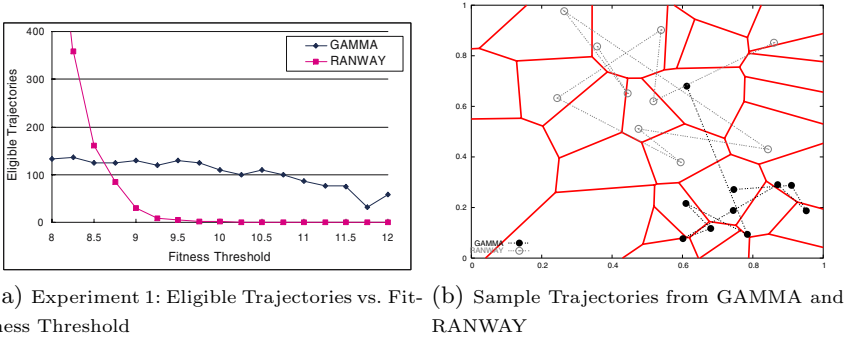 400
300
200
100
0
Eligible Trajectories
GAMMA
RANWAY
8 8.5 9 9.5 10 10.5 11 11.5 12
Fitness Threshold
1
0.8
0.6
0.4
0.2
0
GAMMA
RANWAY
0 0.2 0.4 0.6 0.8 1
a) Experiment 1: Eligible Trajectories vs. Fit-
ness Threshold
(b) Sample Trajectories from GAMMA and
RANWAY